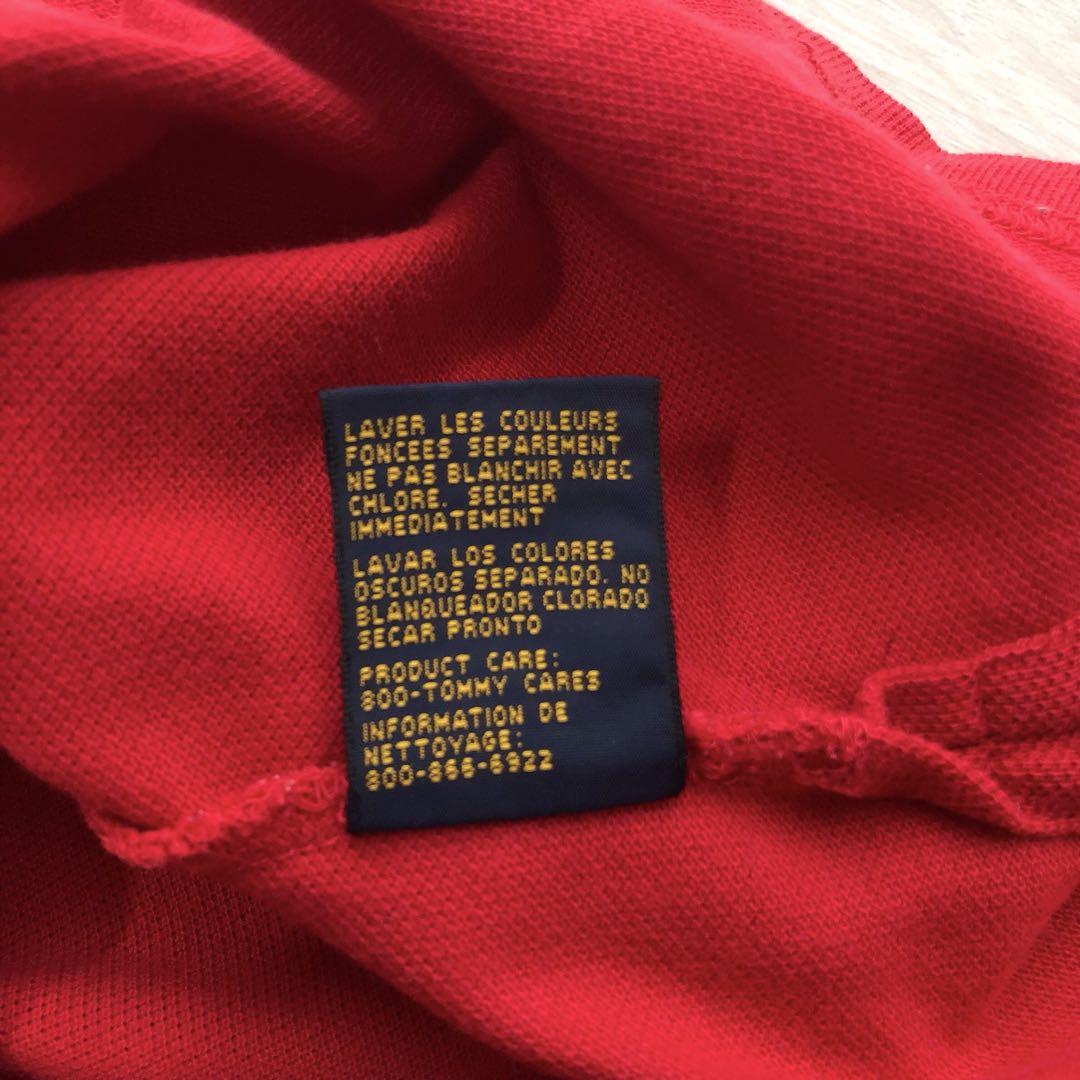 LAVER LES COULEURS
FONCEES SEPAREMENT
NE PAS BLANCHIR AVEC
CHLORE. SECHER
IMMEDIATEMENT
LAVAR LOS COLORES
OSCUROS SEPARADO. NO
BLANQUEADOR CLORADO
SECAR PRONTO
PRODUCT CARE:
800-TOMMY CARES
INFORMATION DE
NETTOYAGE:
800-866-6922